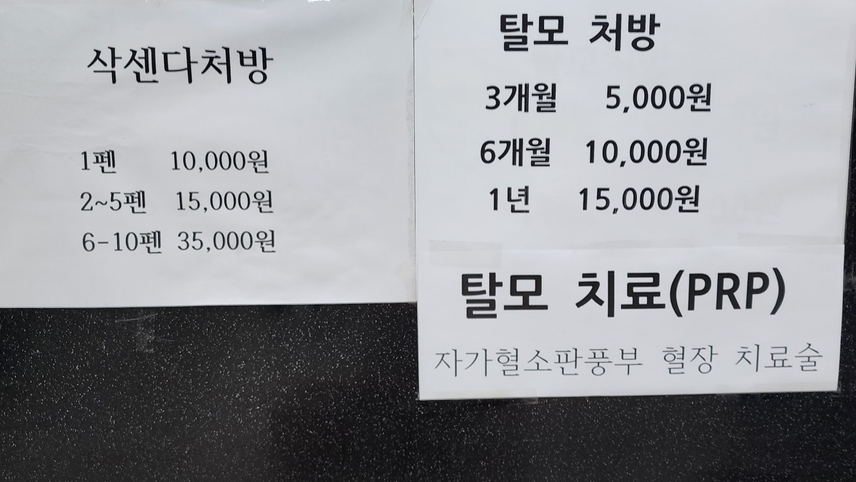 삭센다처방
1펜 10,000원
2~5펜 15,000원
6-10펜 35,000원
탈모 처방
3개월 5,000원
6개월 10,000원
1년 15,000원
탈모 치료(PRP)
자가혈소판풍부 혈장 치료술